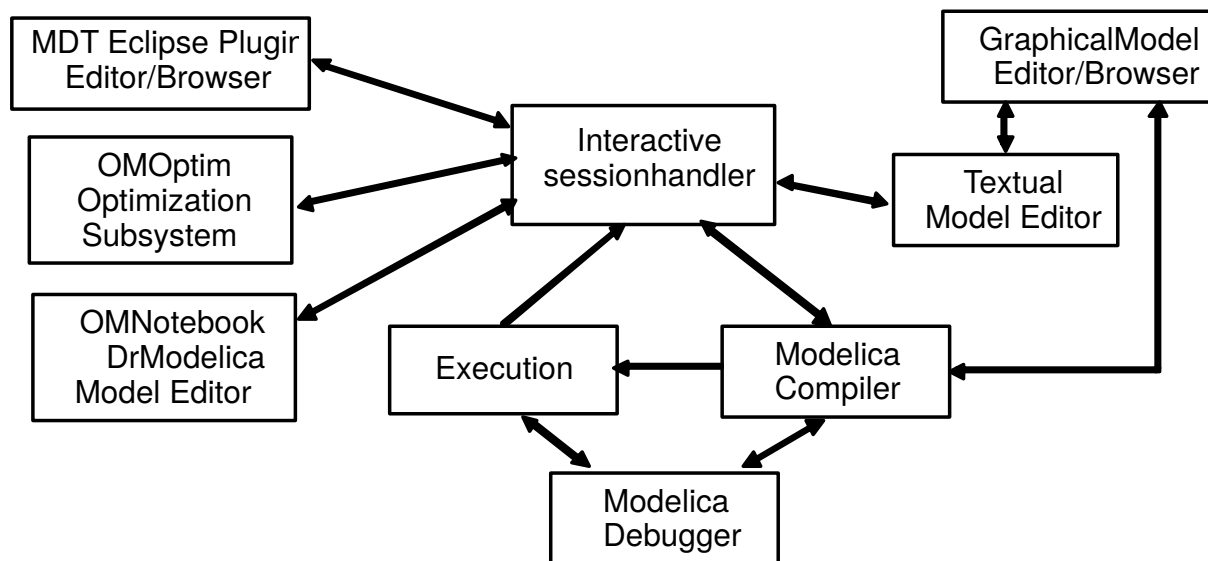 MDT Eclipse Plugin
Editor/Browser
OMOptim
Optimization
Subsystem
OMNotebook
DrModelica
Model Editor
Interactive
sessionhandler
Execution
Modelica
Compiler
Modelica
Debugger
GraphicalModel
Editor/Browser
Textual
Model Editor